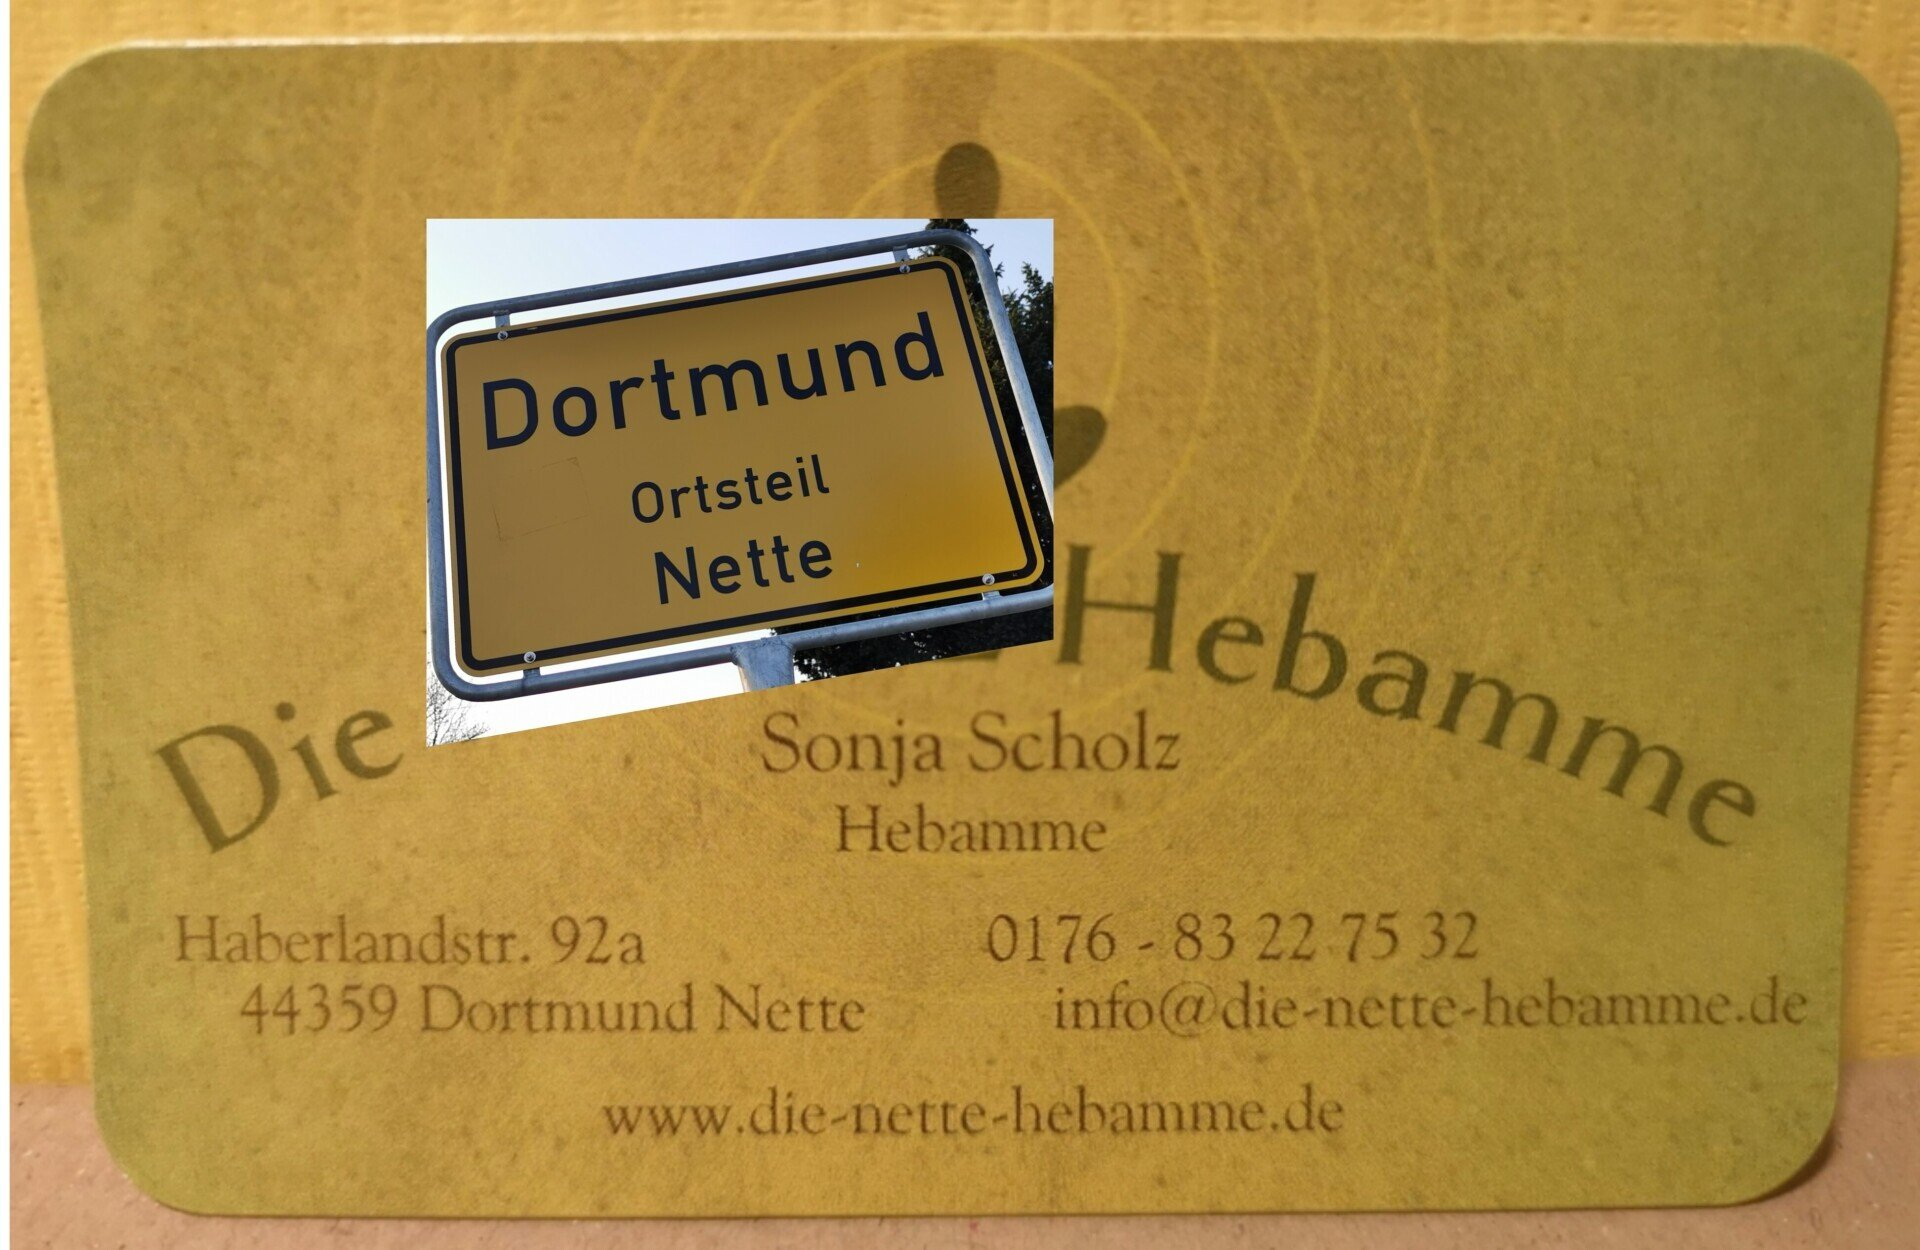 Dortmund
Ortsteil
Nette
Die Hebamme
Sonja Scholz
Hebamme
Haberlandstr. 92a
44359 Dortmund Nette
0176 - 83 22 75 32
info@die-nette-hebamme.de
www.die-nette-hebamme.de